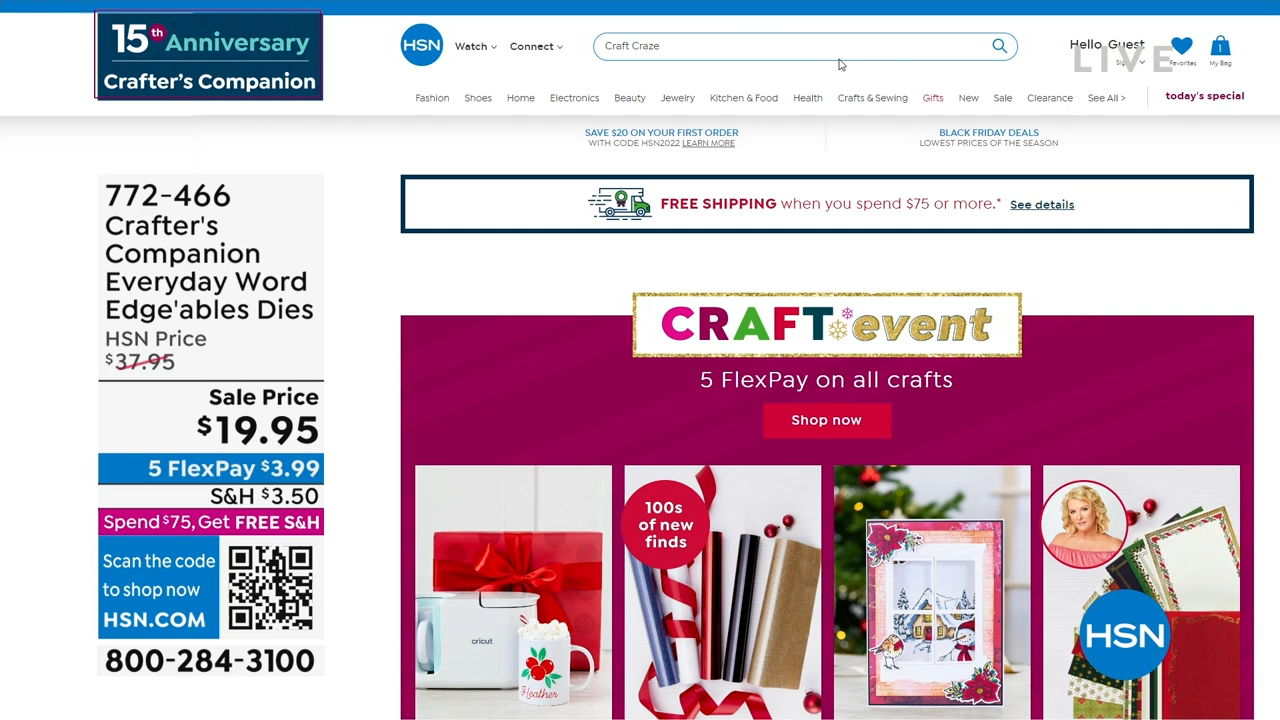 15th Anniversary
Crafter's Companion
772-466
Crafter's
Companion
Everyday Word
Edge'ables Dies
HSN Price
$37.95
Sale Price
$19.95
5 FlexPay $3.99
S&H $3.50
Spend $75, Get FREE S&H
Scan the code
to shop now
HSN.COM
800-284-3100
HSN
Watch
Connect
Craft Craze
Hello, Guest
LIVE
Favorites
1
My Bag
Fashion Shoes Home Electronics Beauty Jewelry Kitchen & Food Health Crafts & Sewing Gifts New Sale Clearance See All >
today's special
SAVE $20 ON YOUR FIRST ORDER
WITH CODE HSN2022 LEARN MORE
BLACK FRIDAY DEALS
LOWEST PRICES OF THE SEASON
FREE SHIPPING when you spend $75 or more.* See details
CRAFT event
5 FlexPay on all crafts
Shop now
cricut
Heather
100s
of new
finds
HSN